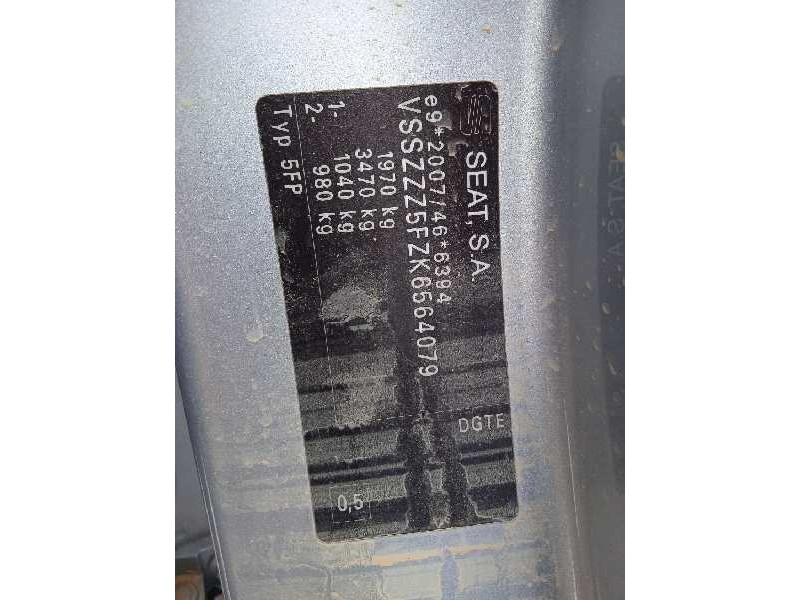 SEAT, S.A.
e9*2007/46*6394
VSSZZZ5FZK6564079
1970 kg
3470 kg
1- 1040 kg
2- 980 kg
Typ 5FP
DGTE
0,5